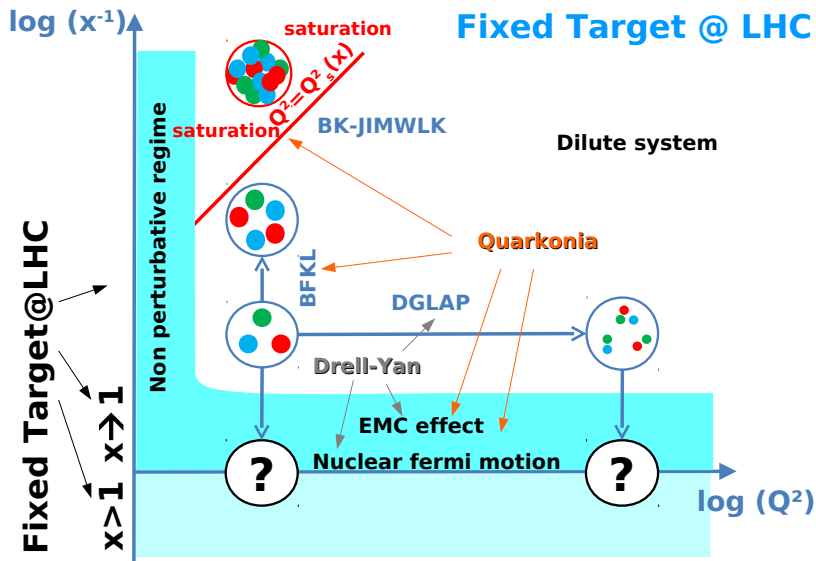 log (x⁻¹)
Fixed Target @ LHC
saturation
Q²=Q²ₛ(x)
saturation
BK-JIMWLK
Dilute system
Non perturbative regime
Quarkonia
BFKL
DGLAP
Fixed Target@LHC
Drell-Yan
x→1
EMC effect
Nuclear fermi motion
?
?
x>1
log (Q²)